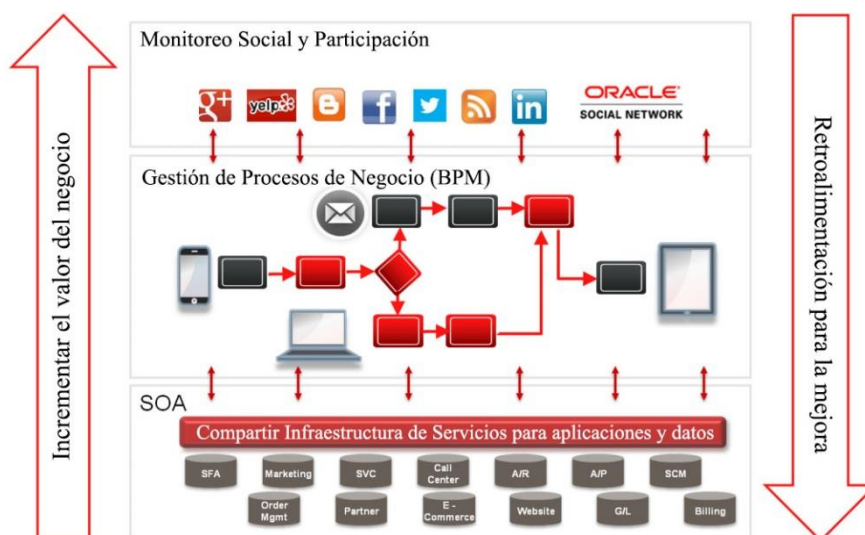 Monitoreo Social y Participación
g+
yelp
f
in
ORACLE
SOCIAL NETWORK
Incrementar el valor del negocio
Gestión de Procesos de Negocio (BPM)
Retroalimentación para la mejora
SOA
Compartir Infraestructura de Servicios para aplicaciones y datos
SFA
Marketing
SVC
Call
Center
A/R
A/P
SCM
Order
Mgmt
Partner
E -
Commerce
Website
G/L
Billing